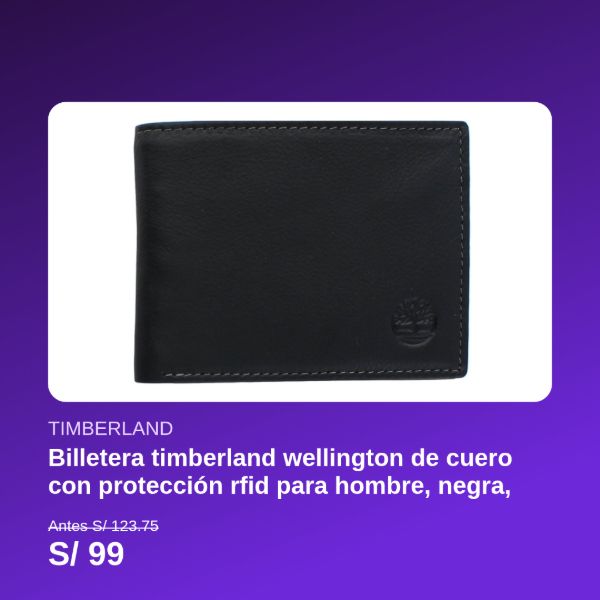 TIMBERLAND
Billetera timberland wellington de cuero
con protección rfid para hombre, negra,
Antes S/ 123.75
S/ 99